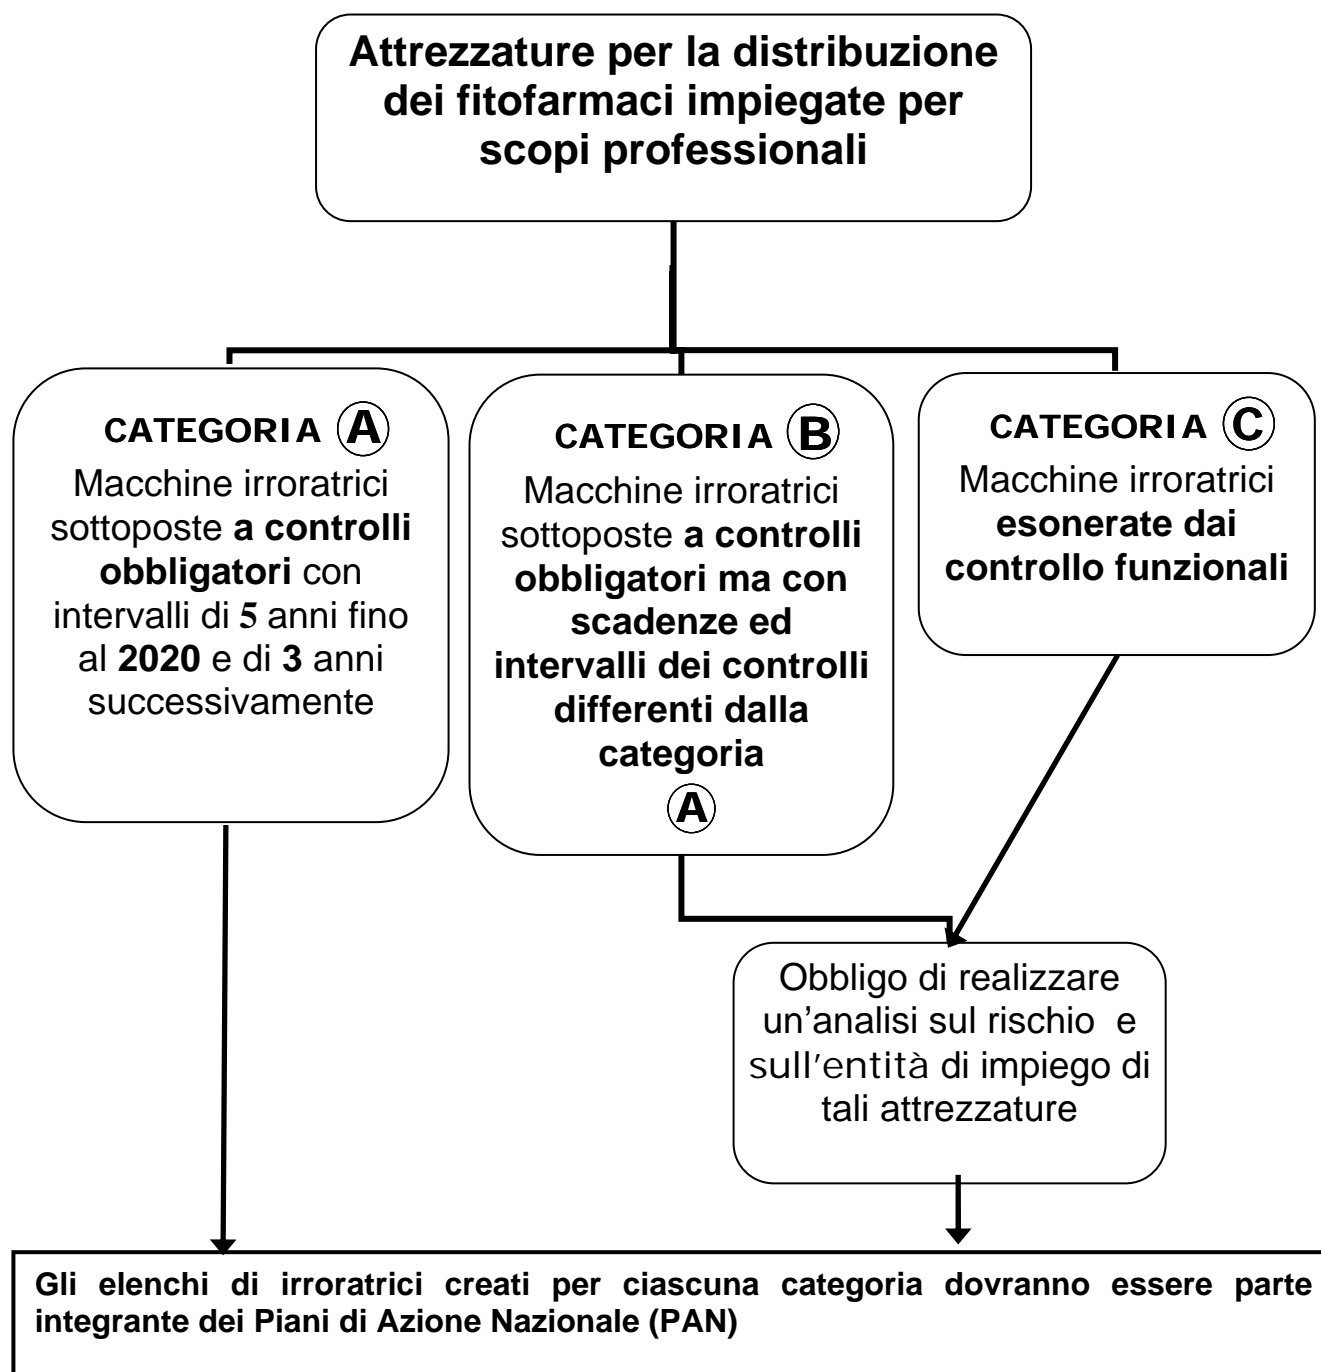 Attrezzature per la distribuzione
dei fitofarmaci impiegate per
scopi professionali
CATEGORIA A
Macchine irroratrici
sottoposte a controlli
obbligatori con
intervalli di 5 anni fino
al 2020 e di 3 anni
successivamente
CATEGORIA B
Macchine irroratrici
sottoposte a controlli
obbligatori ma con
scadenze ed
intervalli dei controlli
differenti dalla
categoria
A
CATEGORIA C
Macchine irroratrici
esonerate dai
controllo funzionali
Obbligo di realizzare
un’analisi sul rischio e
sull’entità di impiego di
tali attrezzature
Gli elenchi di irroratrici creati per ciascuna categoria dovranno essere parte
integrante dei Piani di Azione Nazionale (PAN)